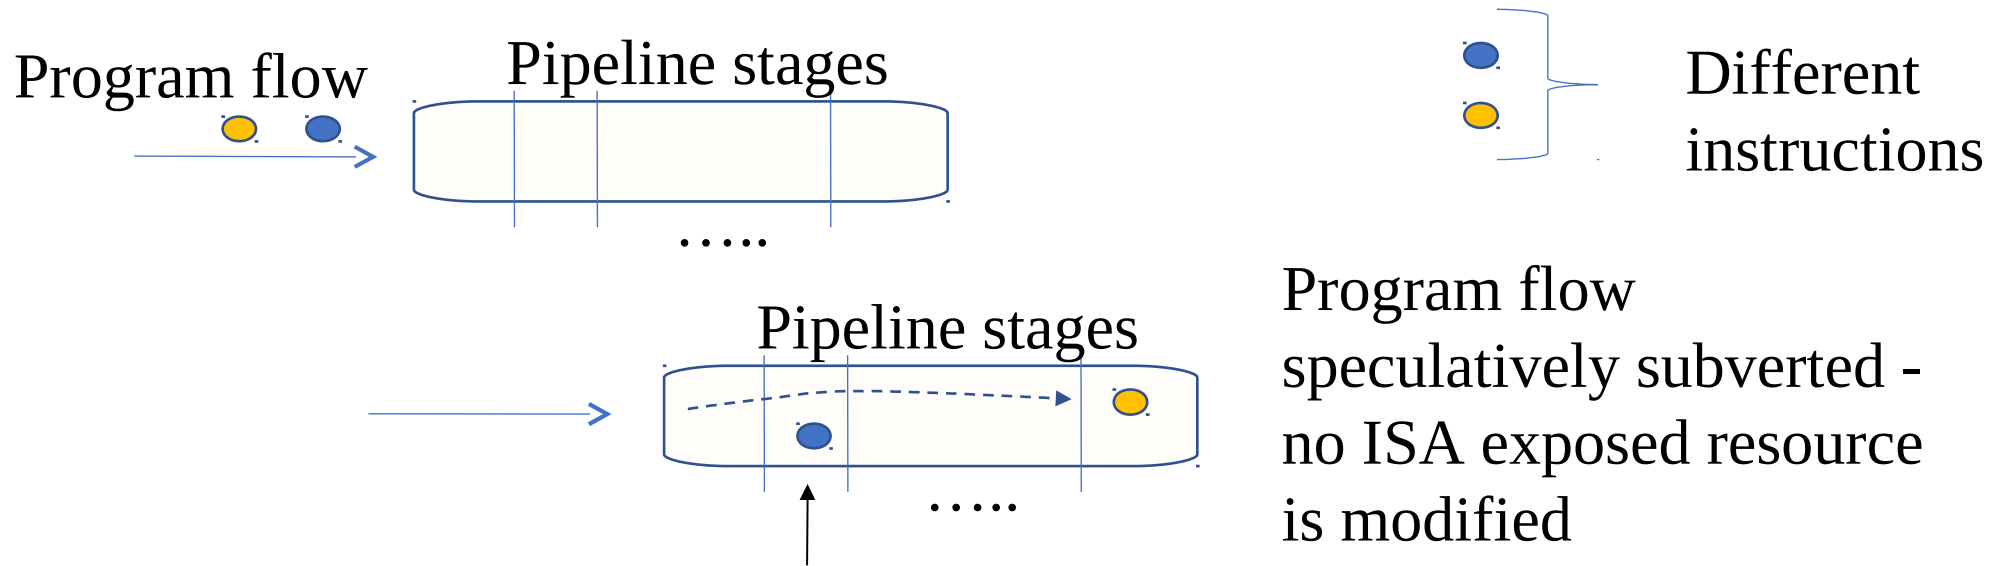 Program flow
Pipeline stages
.....
Different
instructions
Pipeline stages
.....
Program flow
speculatively subverted -
no ISA exposed resource
is modified